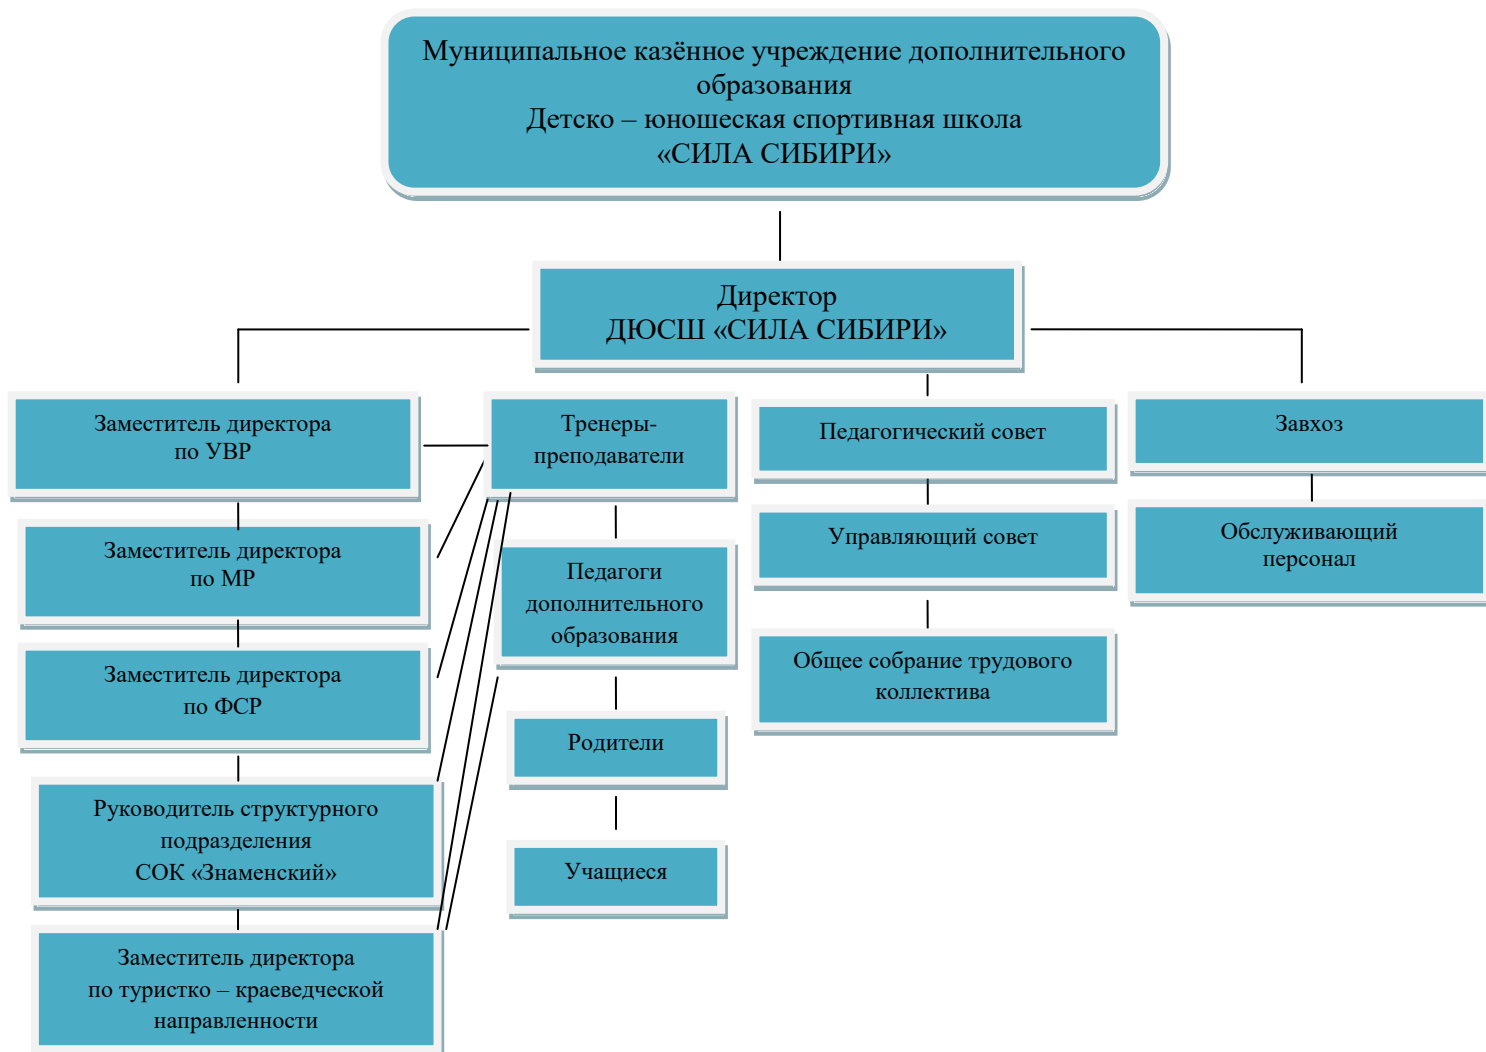 Муниципальное казённое учреждение дополнительного
образования
Детско – юношеская спортивная школа
«СИЛА СИБИРИ»
Директор
ДЮСШ «СИЛА СИБИРИ»
Заместитель директора
по УВР
Заместитель директора
по МР
Заместитель директора
по ФСР
Руководитель структурного
подразделения
СОК «Знаменский»
Заместитель директора
по туристко – краеведческой
направленности
Тренеры-
преподаватели
Педагоги
дополнительного
образования
Родители
Учащиеся
Педагогический совет
Управляющий совет
Общее собрание трудового
коллектива
Завхоз
Обслуживающий
персонал